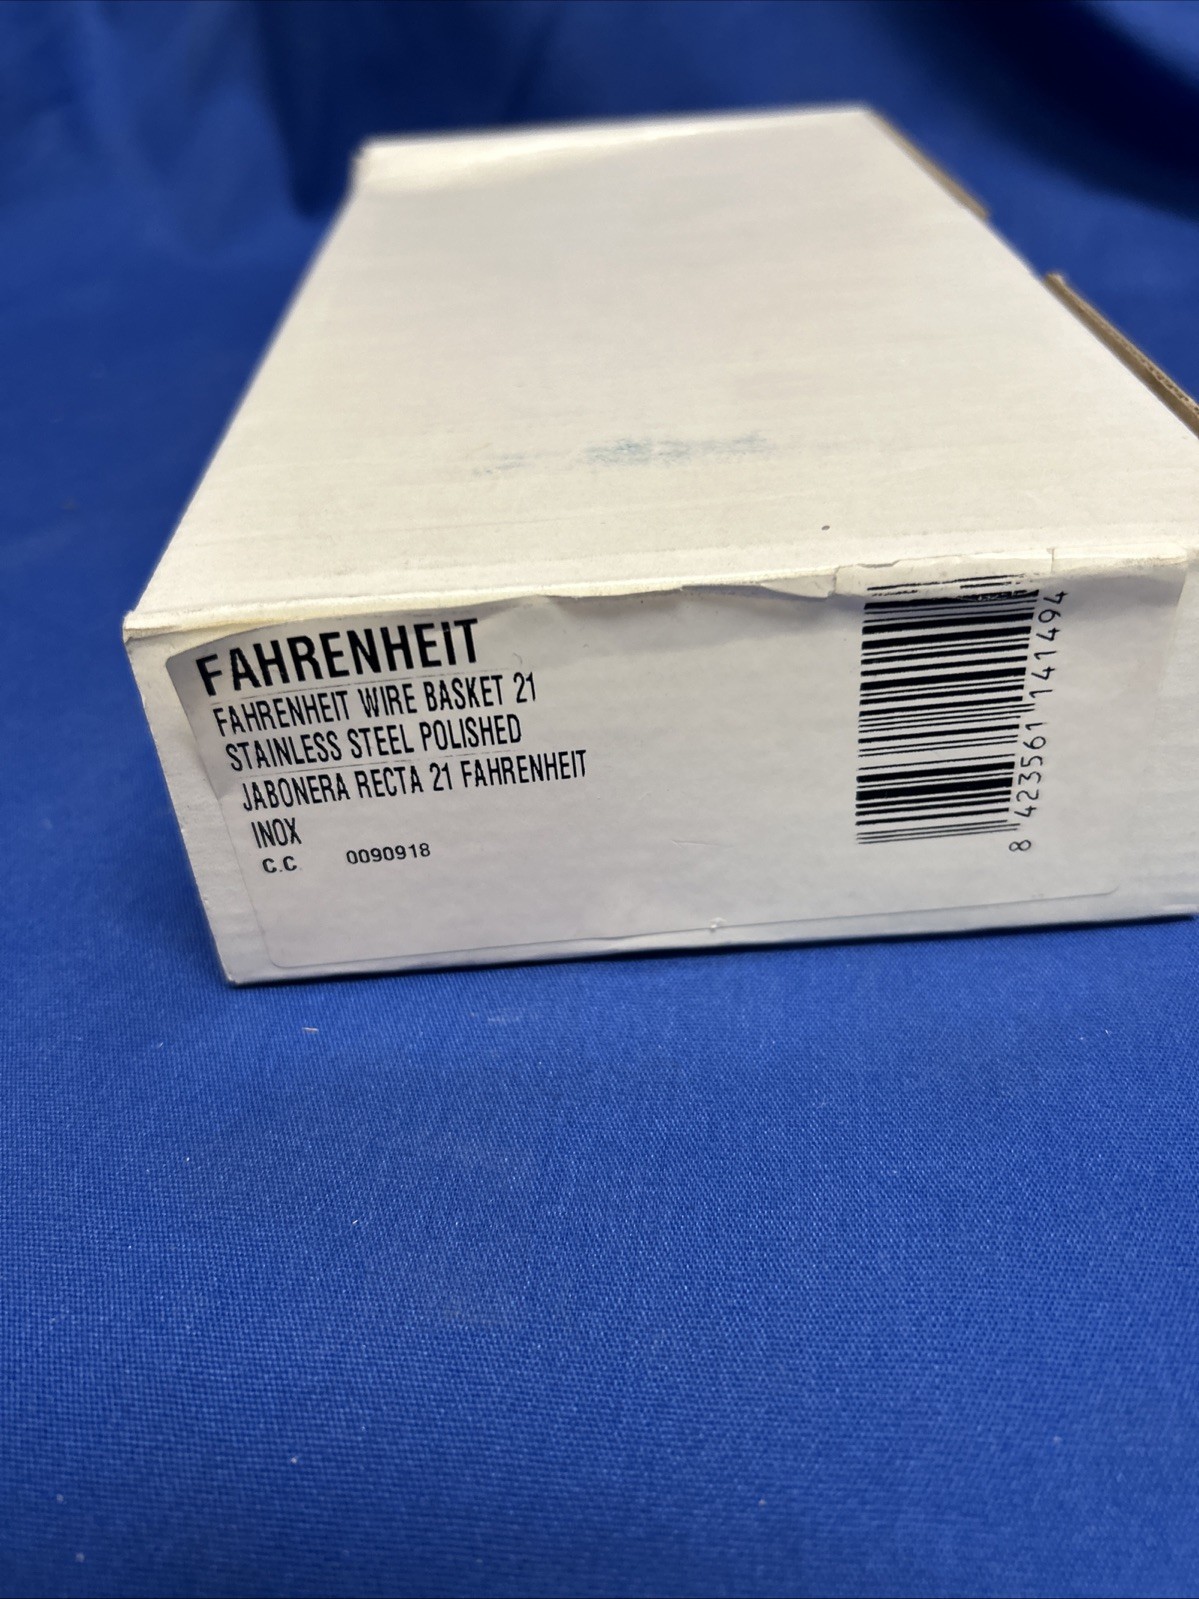 FAHRENHEIT
FAHRENHEIT WIRE BASKET 21
STAINLESS STEEL POLISHED
JABONERA RECTA 21 FAHRENHEIT
INOX
C.C 0090918
8 423561 141494